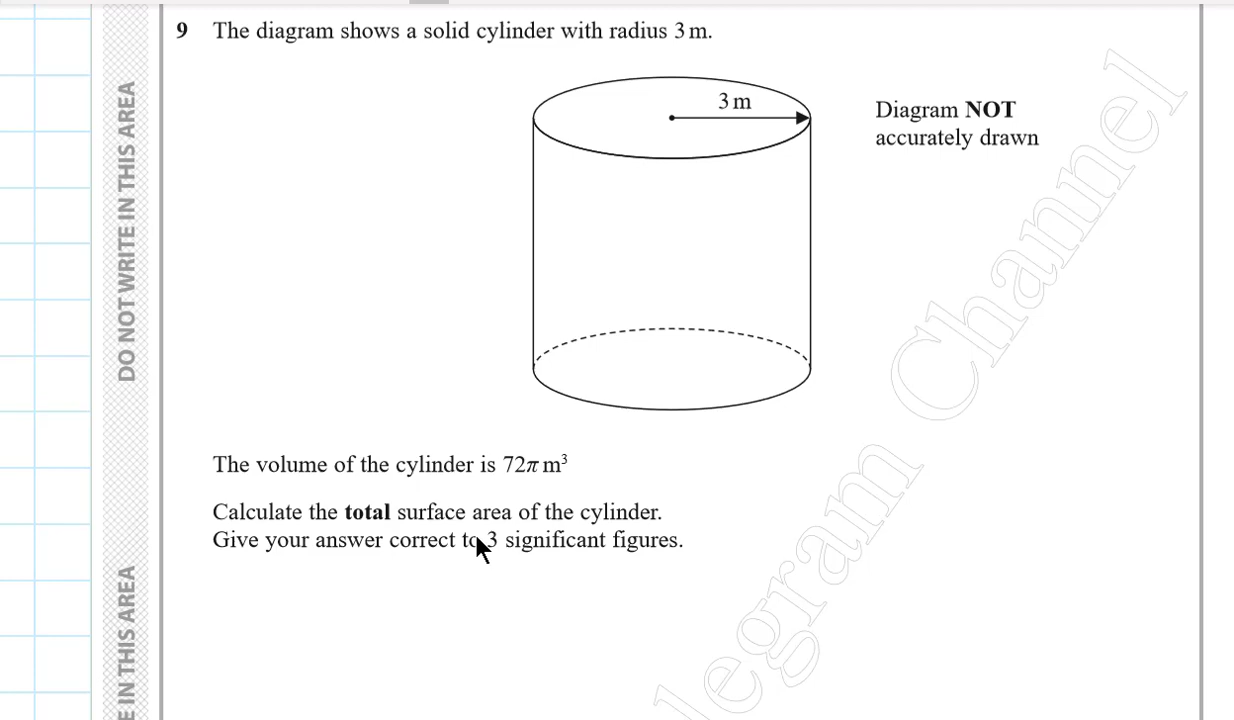 DO NOT WRITE IN THIS AREA
9 The diagram shows a solid cylinder with radius 3 m.
3 m
Diagram NOT
accurately drawn
The volume of the cylinder is 72π m³
Calculate the total surface area of the cylinder.
Give your answer correct to 3 significant figures.
E IN THIS AREA
legram Channel